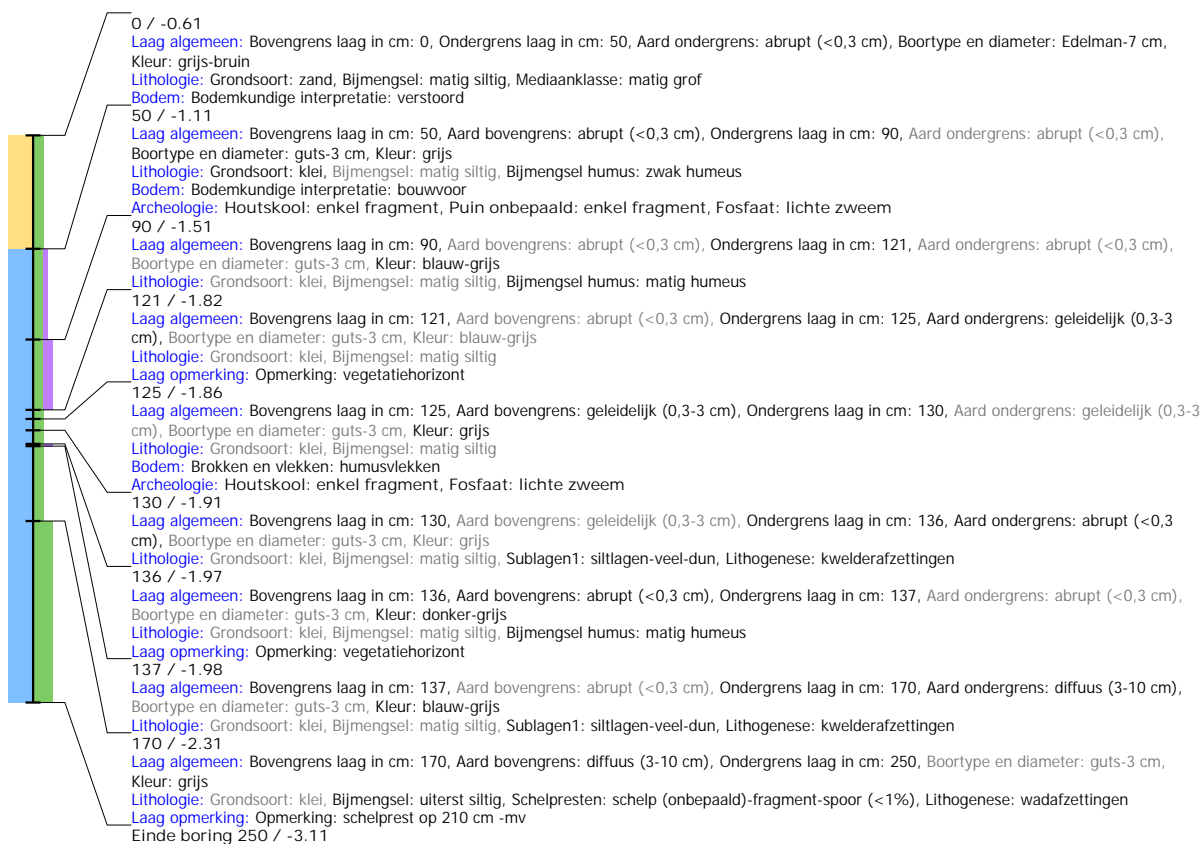 0 / -0.61
Laag algemeen: Bovengrens laag in cm: 0, Ondergrens laag in cm: 50, Aard ondergrens: abrupt (<0,3 cm), Boortype en diameter: Edelman-7 cm,
Kleur: grijs-bruin
Lithologie: Grondsoort: zand, Bijmengsel: matig siltig, Mediaanklasse: matig grof
Bodem: Bodemkundige interpretatie: verstoord
50 / -1.11
Laag algemeen: Bovengrens laag in cm: 50, Aard bovengrens: abrupt (<0,3 cm), Ondergrens laag in cm: 90, Aard ondergrens: abrupt (<0,3 cm),
Boortype en diameter: guts-3 cm, Kleur: grijs
Lithologie: Grondsoort: klei, Bijmengsel: matig siltig, Bijmengsel humus: zwak humeus
Bodem: Bodemkundige interpretatie: bouwvoor
Archeologie: Houtskool: enkel fragment, Puin onbepaald: enkel fragment, Fosfaat: lichte zweem
90 / -1.51
Laag algemeen: Bovengrens laag in cm: 90, Aard bovengrens: abrupt (<0,3 cm), Ondergrens laag in cm: 121, Aard ondergrens: abrupt (<0,3 cm),
Boortype en diameter: guts-3 cm, Kleur: blauw-grijs
Lithologie: Grondsoort: klei, Bijmengsel: matig siltig, Bijmengsel humus: matig humeus
121 / -1.82
Laag algemeen: Bovengrens laag in cm: 121, Aard bovengrens: abrupt (<0,3 cm), Ondergrens laag in cm: 125, Aard ondergrens: geleidelijk (0,3-3
cm), Boortype en diameter: guts-3 cm, Kleur: blauw-grijs
Lithologie: Grondsoort: klei, Bijmengsel: matig siltig
Laag opmerking: Opmerking: vegetatiehorizont
125 / -1.86
Laag algemeen: Bovengrens laag in cm: 125, Aard bovengrens: geleidelijk (0,3-3 cm), Ondergrens laag in cm: 130, Aard ondergrens: geleidelijk (0,3-3
cm), Boortype en diameter: guts-3 cm, Kleur: grijs
Lithologie: Grondsoort: klei, Bijmengsel: matig siltig
Bodem: Brokken en vlekken: humusvlekken
Archeologie: Houtskool: enkel fragment, Fosfaat: lichte zweem
130 / -1.91
Laag algemeen: Bovengrens laag in cm: 130, Aard bovengrens: geleidelijk (0,3-3 cm), Ondergrens laag in cm: 136, Aard ondergrens: abrupt (<0,3
cm), Boortype en diameter: guts-3 cm, Kleur: grijs
Lithologie: Grondsoort: klei, Bijmengsel: matig siltig, Sublagen1: siltlagen-veel-dun, Lithogenese: kwelderafzettingen
136 / -1.97
Laag algemeen: Bovengrens laag in cm: 136, Aard bovengrens: abrupt (<0,3 cm), Ondergrens laag in cm: 137, Aard ondergrens: abrupt (<0,3 cm),
Boortype en diameter: guts-3 cm, Kleur: donker-grijs
Lithologie: Grondsoort: klei, Bijmengsel: matig siltig, Bijmengsel humus: matig humeus
Laag opmerking: Opmerking: vegetatiehorizont
137 / -1.98
Laag algemeen: Bovengrens laag in cm: 137, Aard bovengrens: abrupt (<0,3 cm), Ondergrens laag in cm: 170, Aard ondergrens: diffuus (3-10 cm),
Boortype en diameter: guts-3 cm, Kleur: blauw-grijs
Lithologie: Grondsoort: klei, Bijmengsel: matig siltig, Sublagen1: siltlagen-veel-dun, Lithogenese: kwelderafzettingen
170 / -2.31
Laag algemeen: Bovengrens laag in cm: 170, Aard bovengrens: diffuus (3-10 cm), Ondergrens laag in cm: 250, Boortype en diameter: guts-3 cm,
Kleur: grijs
Lithologie: Grondsoort: klei, Bijmengsel: uiterst siltig, Schelpresten: schelp (onbepaald)-fragment-spoor (<1%), Lithogenese: wadafzettingen
Laag opmerking: Opmerking: schelprest op 210 cm -mv
Einde boring 250 / -3.11